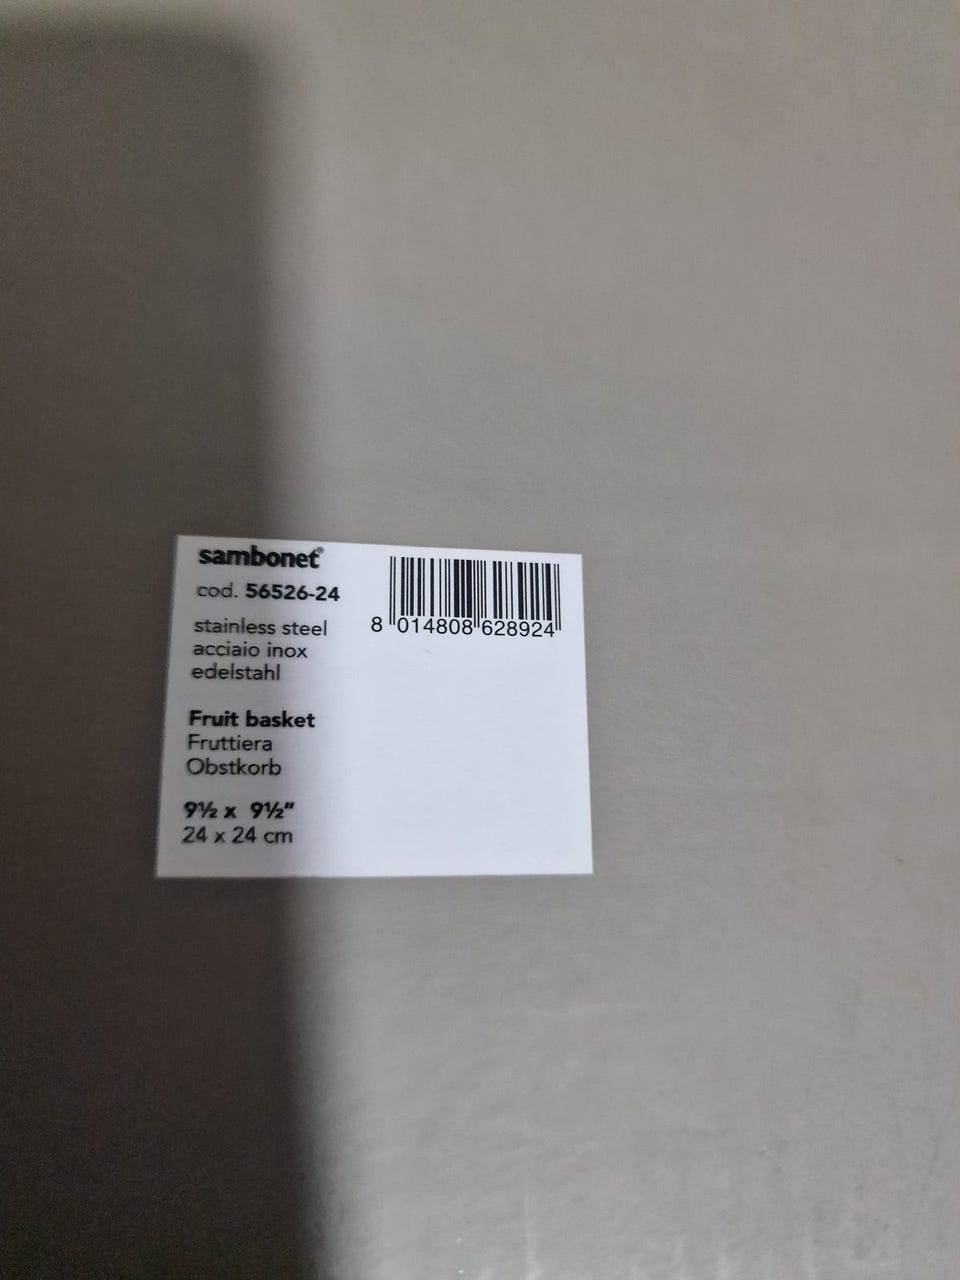 sambonet®
cod. 56526-24
stainless steel
acciaio inox
edelstahl
Fruit basket
Fruttiera
Obstkorb
9½ x 9½"
24 x 24 cm
8 014808 628924